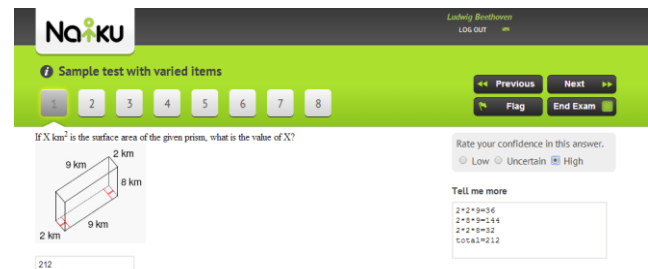 Naiku
Ludwig Beethoven
LOG OUT
i Sample test with varied items
Previous Next
1 2 3 4 5 6 7 8
Flag End Exam
If X km² is the surface area of the given prism, what is the value of X?
Rate your confidence in this answer.
Low Uncertain High
2 km
9 km
8 km
9 km
2 km
Tell me more
2*2*9=36
2*8*9=144
2*2*8=32
total=212
212